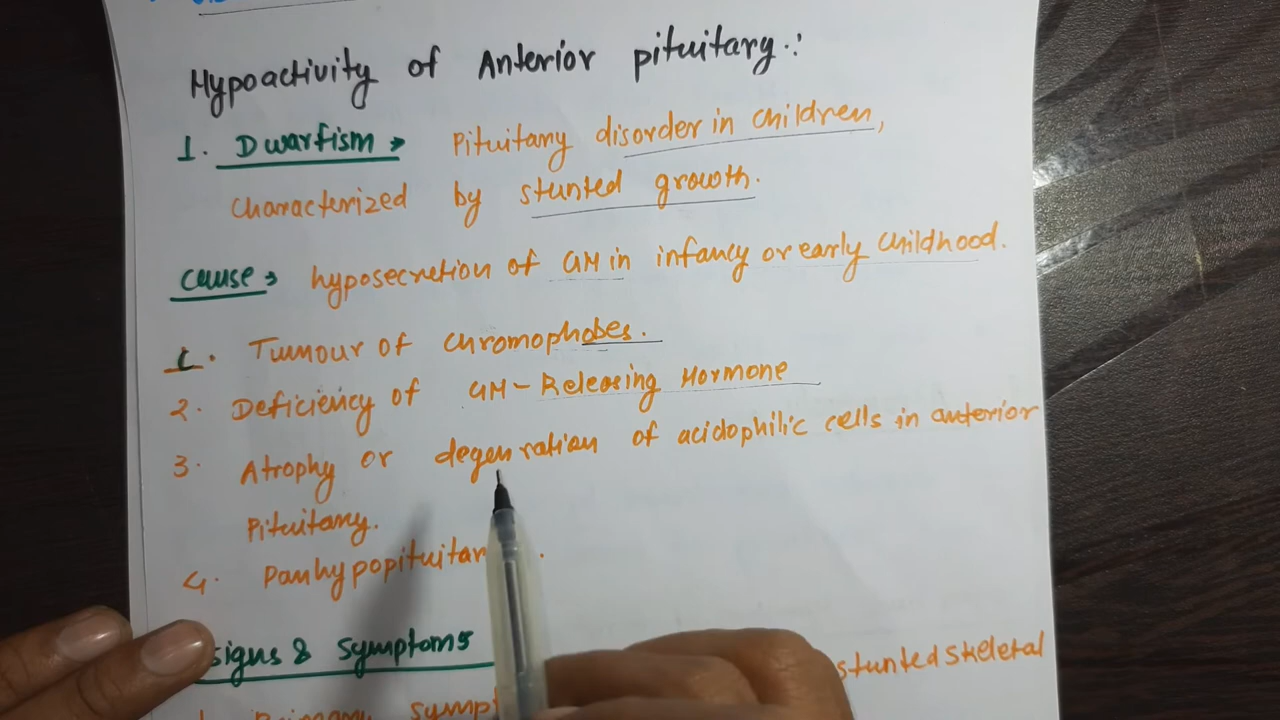 Hypoactivity of Anterior pituitary :
1. Dwarfism → Pituitary disorder in children,
characterized by stunted growth.
cause → hyposecretion of GH in infancy or early childhood.
1. Tumour of chromophobes.
2. Deficiency of GH - Releasing Hormone
3. Atrophy or degenration of acidophilic cells in anterior
Pituitary.
4. Panhypopituitar
signs & symptoms
stunted skeletal